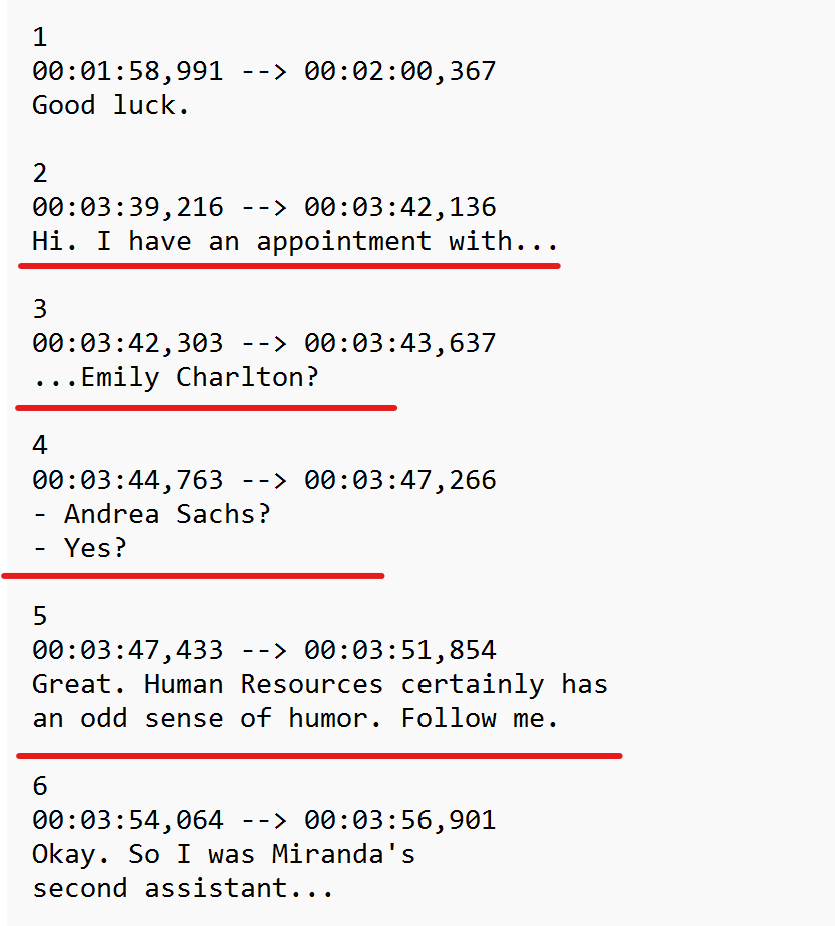 1
00:01:58,991 --> 00:02:00,367
Good luck.
2
00:03:39,216 --> 00:03:42,136
Hi. I have an appointment with...
3
00:03:42,303 --> 00:03:43,637
...Emily Charlton?
4
00:03:44,763 --> 00:03:47,266
- Andrea Sachs?
- Yes?
5
00:03:47,433 --> 00:03:51,854
Great. Human Resources certainly has
an odd sense of humor. Follow me.
6
00:03:54,064 --> 00:03:56,901
Okay. So I was Miranda's
second assistant...